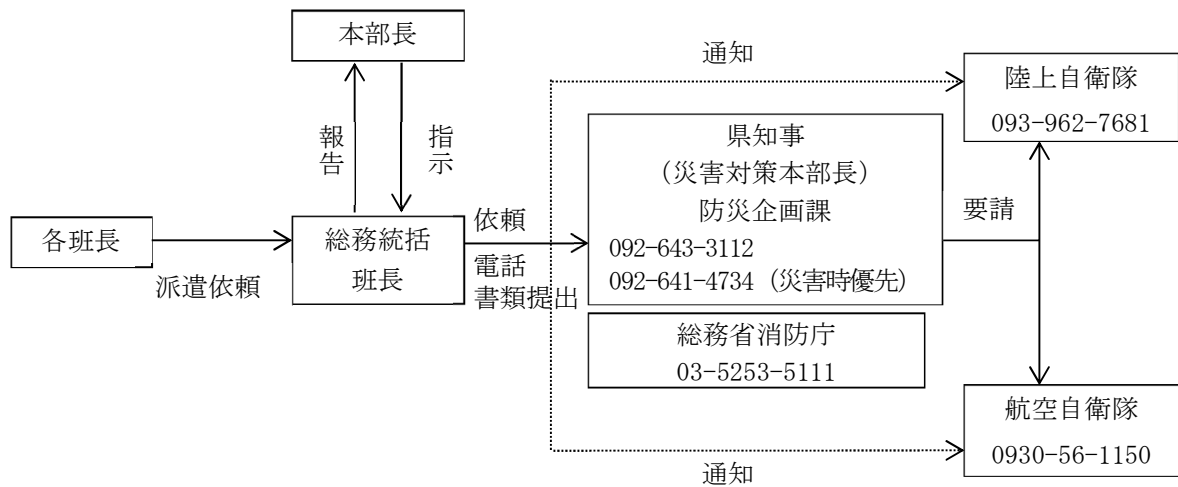 本部長
通知
陸上自衛隊
093-962-7681
報告
指示
県知事
(災害対策本部長)
防災企画課
092-643-3112
092-641-4734 (災害時優先)
要請
各班長
派遣依頼
総務統括
班長
依頼
電話
書類提出
総務省消防庁
03-5253-5111
航空自衛隊
0930-56-1150
通知